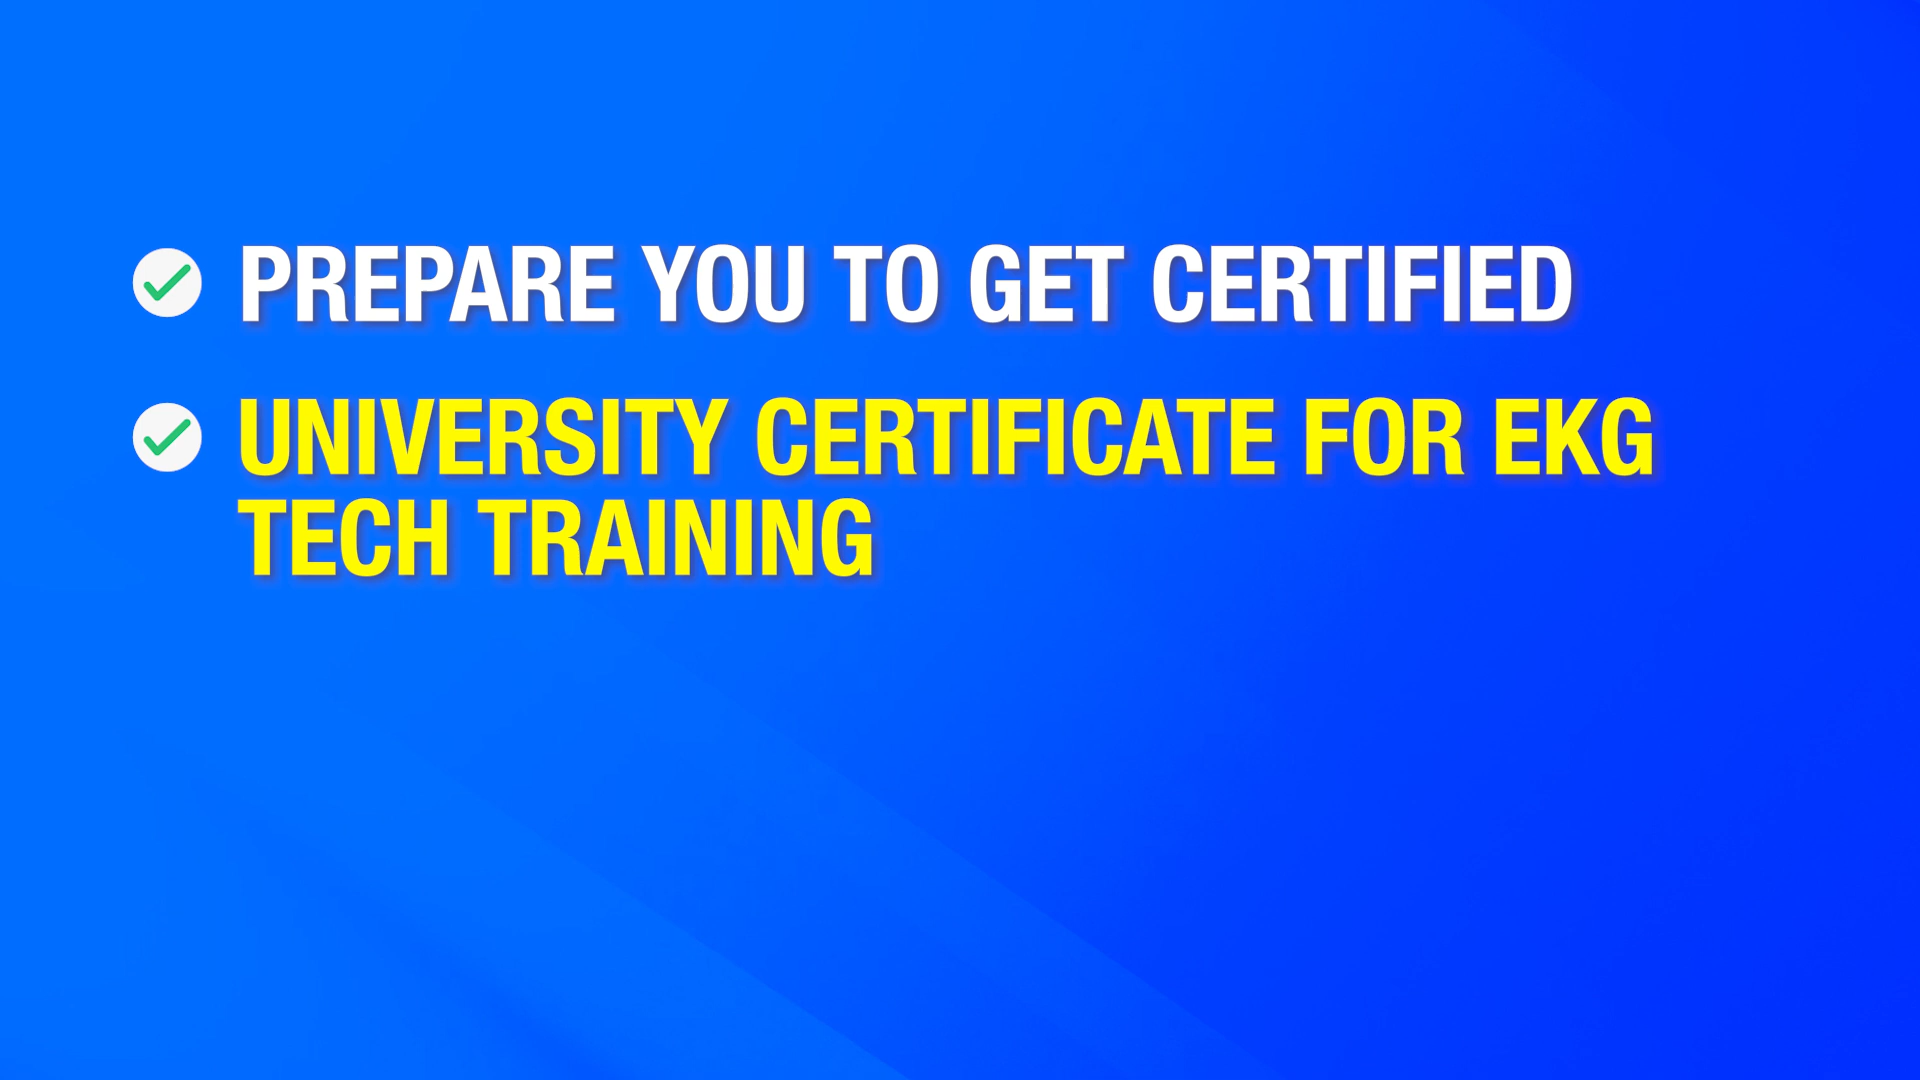 PREPARE YOU TO GET CERTIFIED
UNIVERSITY CERTIFICATE FOR EKG
TECH TRAINING